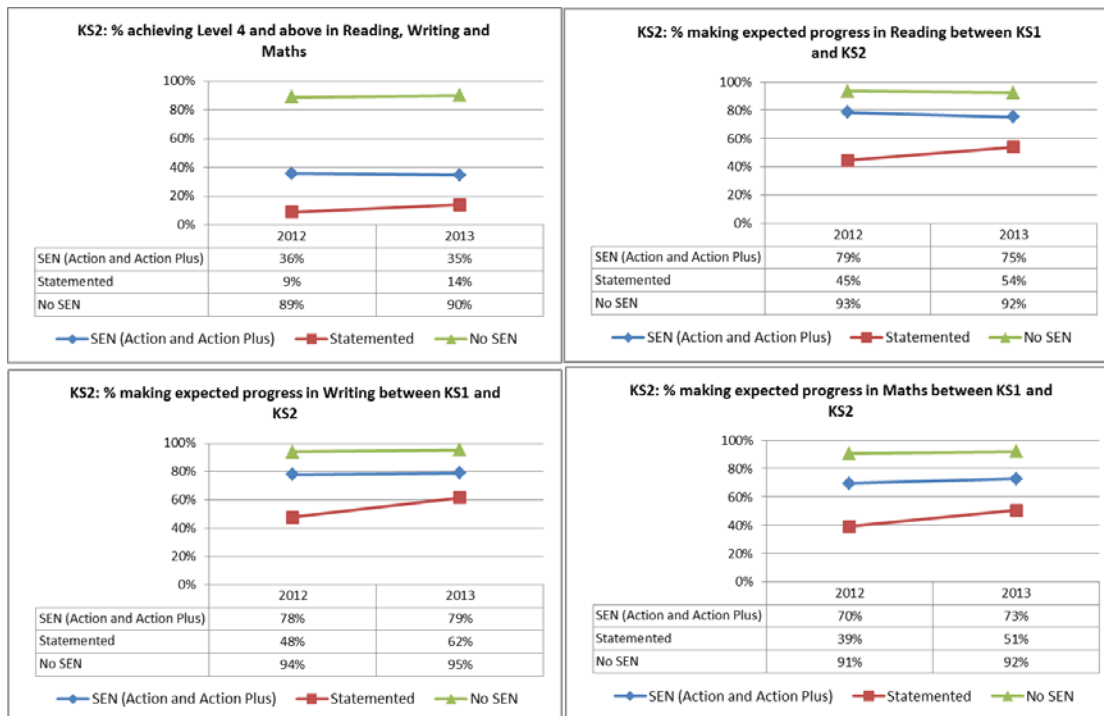 KS2: % achieving Level 4 and above in Reading, Writing and
Maths
100%
80%
60%
40%
20%
0%
2012 2013
SEN (Action and Action Plus) 36% 35%
Statemented 9% 14%
No SEN 89% 90%
SEN (Action and Action Plus) Statemented No SEN
KS2: % making expected progress in Reading between KS1
and KS2
100%
80%
60%
40%
20%
0%
2012 2013
SEN (Action and Action Plus) 79% 75%
Statemented 45% 54%
No SEN 93% 92%
SEN (Action and Action Plus) Statemented No SEN
KS2: % making expected progress in Writing between KS1 and
KS2
100%
80%
60%
40%
20%
0%
2012 2013
SEN (Action and Action Plus) 78% 79%
Statemented 48% 62%
No SEN 94% 95%
SEN (Action and Action Plus) Statemented No SEN
KS2: % making expected progress in Maths between KS1 and
KS2
100%
80%
60%
40%
20%
0%
2012 2013
SEN (Action and Action Plus) 70% 73%
Statemented 39% 51%
No SEN 91% 92%
SEN (Action and Action Plus) Statemented No SEN